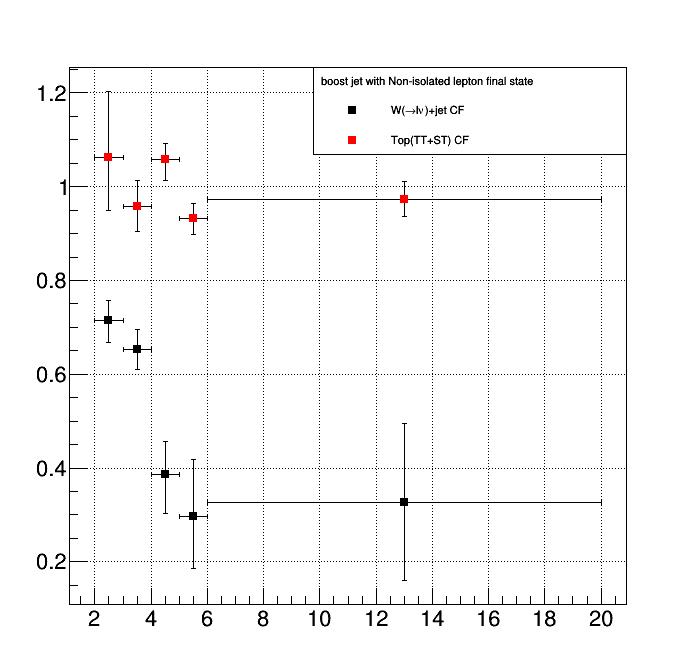 boost jet with Non-isolated lepton final state
W(→lν)+jet CF
Top(TT+ST) CF
1.2
1
0.8
0.6
0.4
0.2
2 4 6 8 10 12 14 16 18 20